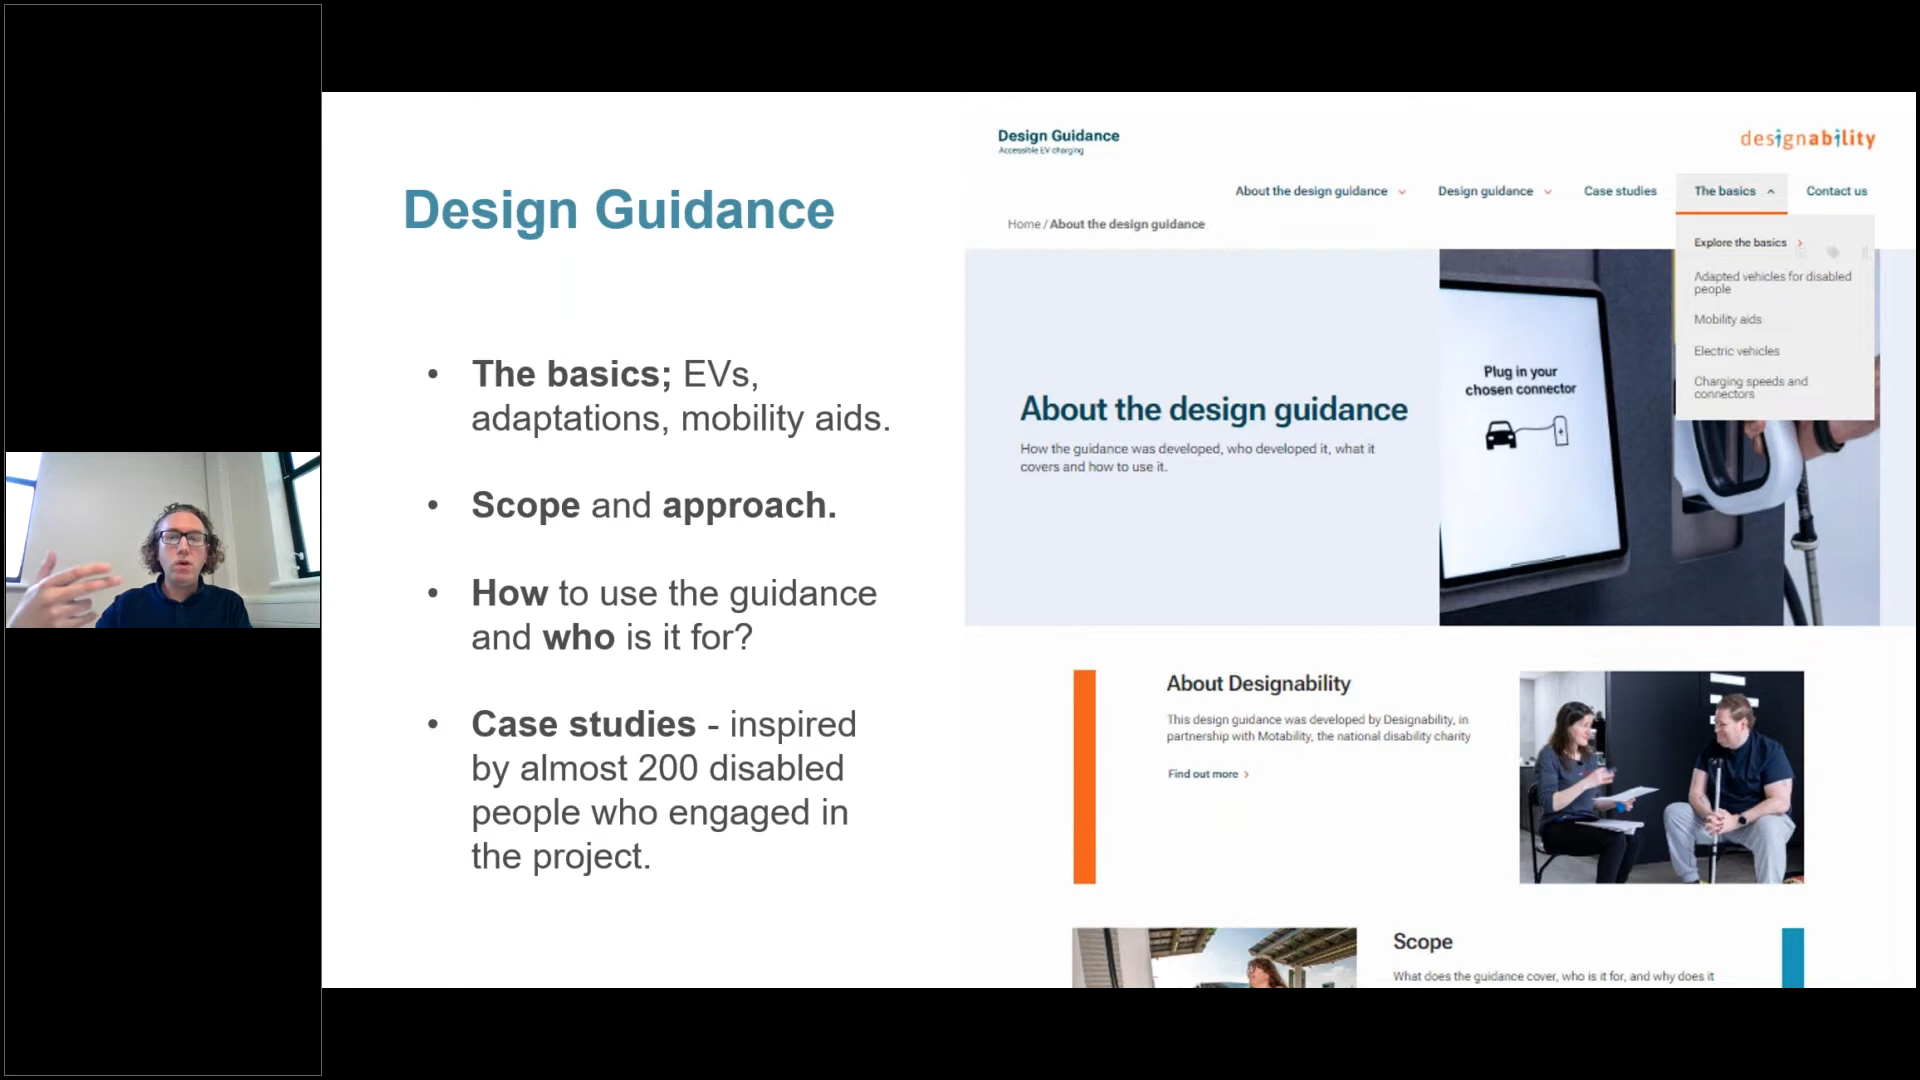 Design Guidance
• The basics; EVs,
adaptations, mobility aids.
• Scope and approach.
• How to use the guidance
and who is it for?
• Case studies - inspired
by almost 200 disabled
people who engaged in
the project.
Design Guidance
Accessible EV charging
designability
About the design guidance
Design guidance
Case studies
The basics
Contact us
Home / About the design guidance
Explore the basics
Adapted vehicles for disabled
people
Mobility aids
Electric vehicles
Charging speeds and
connectors
About the design guidance
How the guidance was developed, who developed it, what it
covers and how to use it.
Plug in your
chosen connector
About Designability
This design guidance was developed by Designability, in
partnership with Motability, the national disability charity
Find out more
Scope
What does the guidance cover, who is it for, and why does it